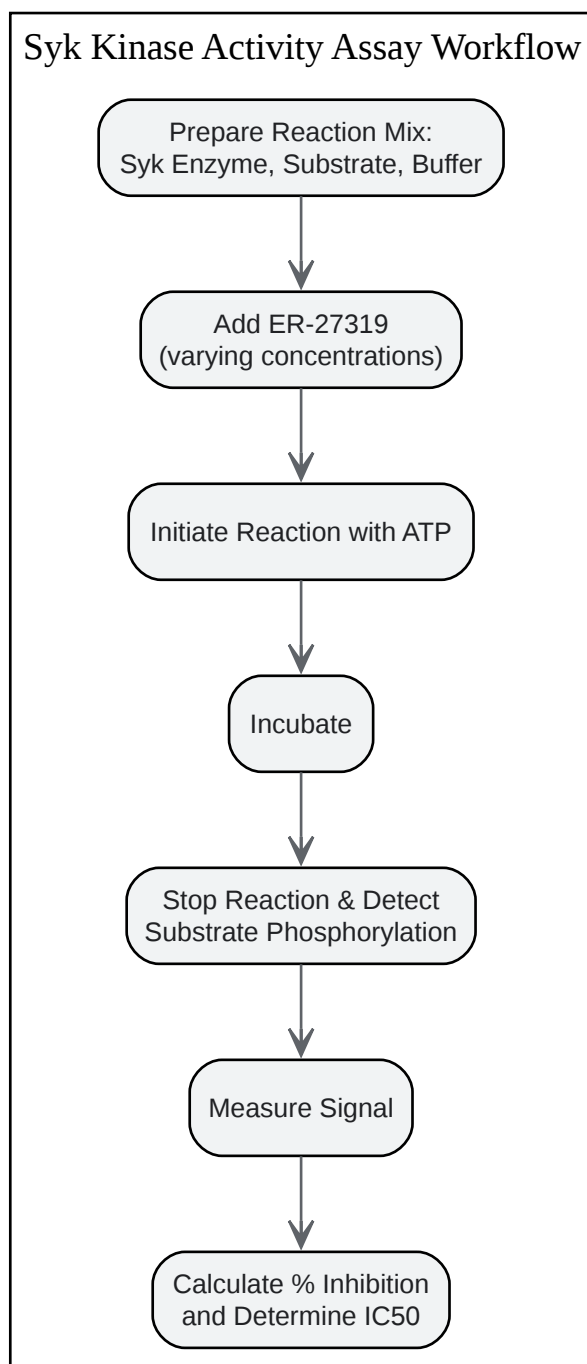 Syk Kinase Activity Assay Workflow
Prepare Reaction Mix:
Syk Enzyme, Substrate, Buffer
Add ER-27319
(varying concentrations)
Initiate Reaction with ATP
Incubate
Stop Reaction & Detect
Substrate Phosphorylation
Measure Signal
Calculate % Inhibition
and Determine IC50